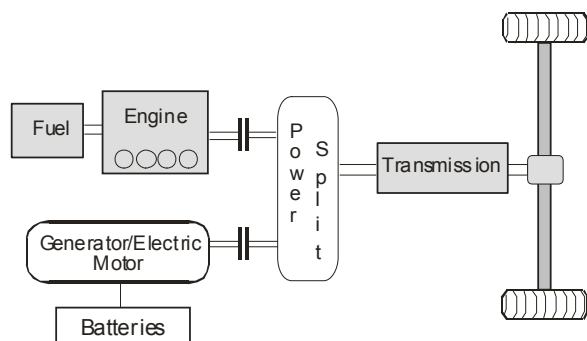 Fuel
Engine
Power
Split
Transmission
Generator/Electric
Motor
Batteries